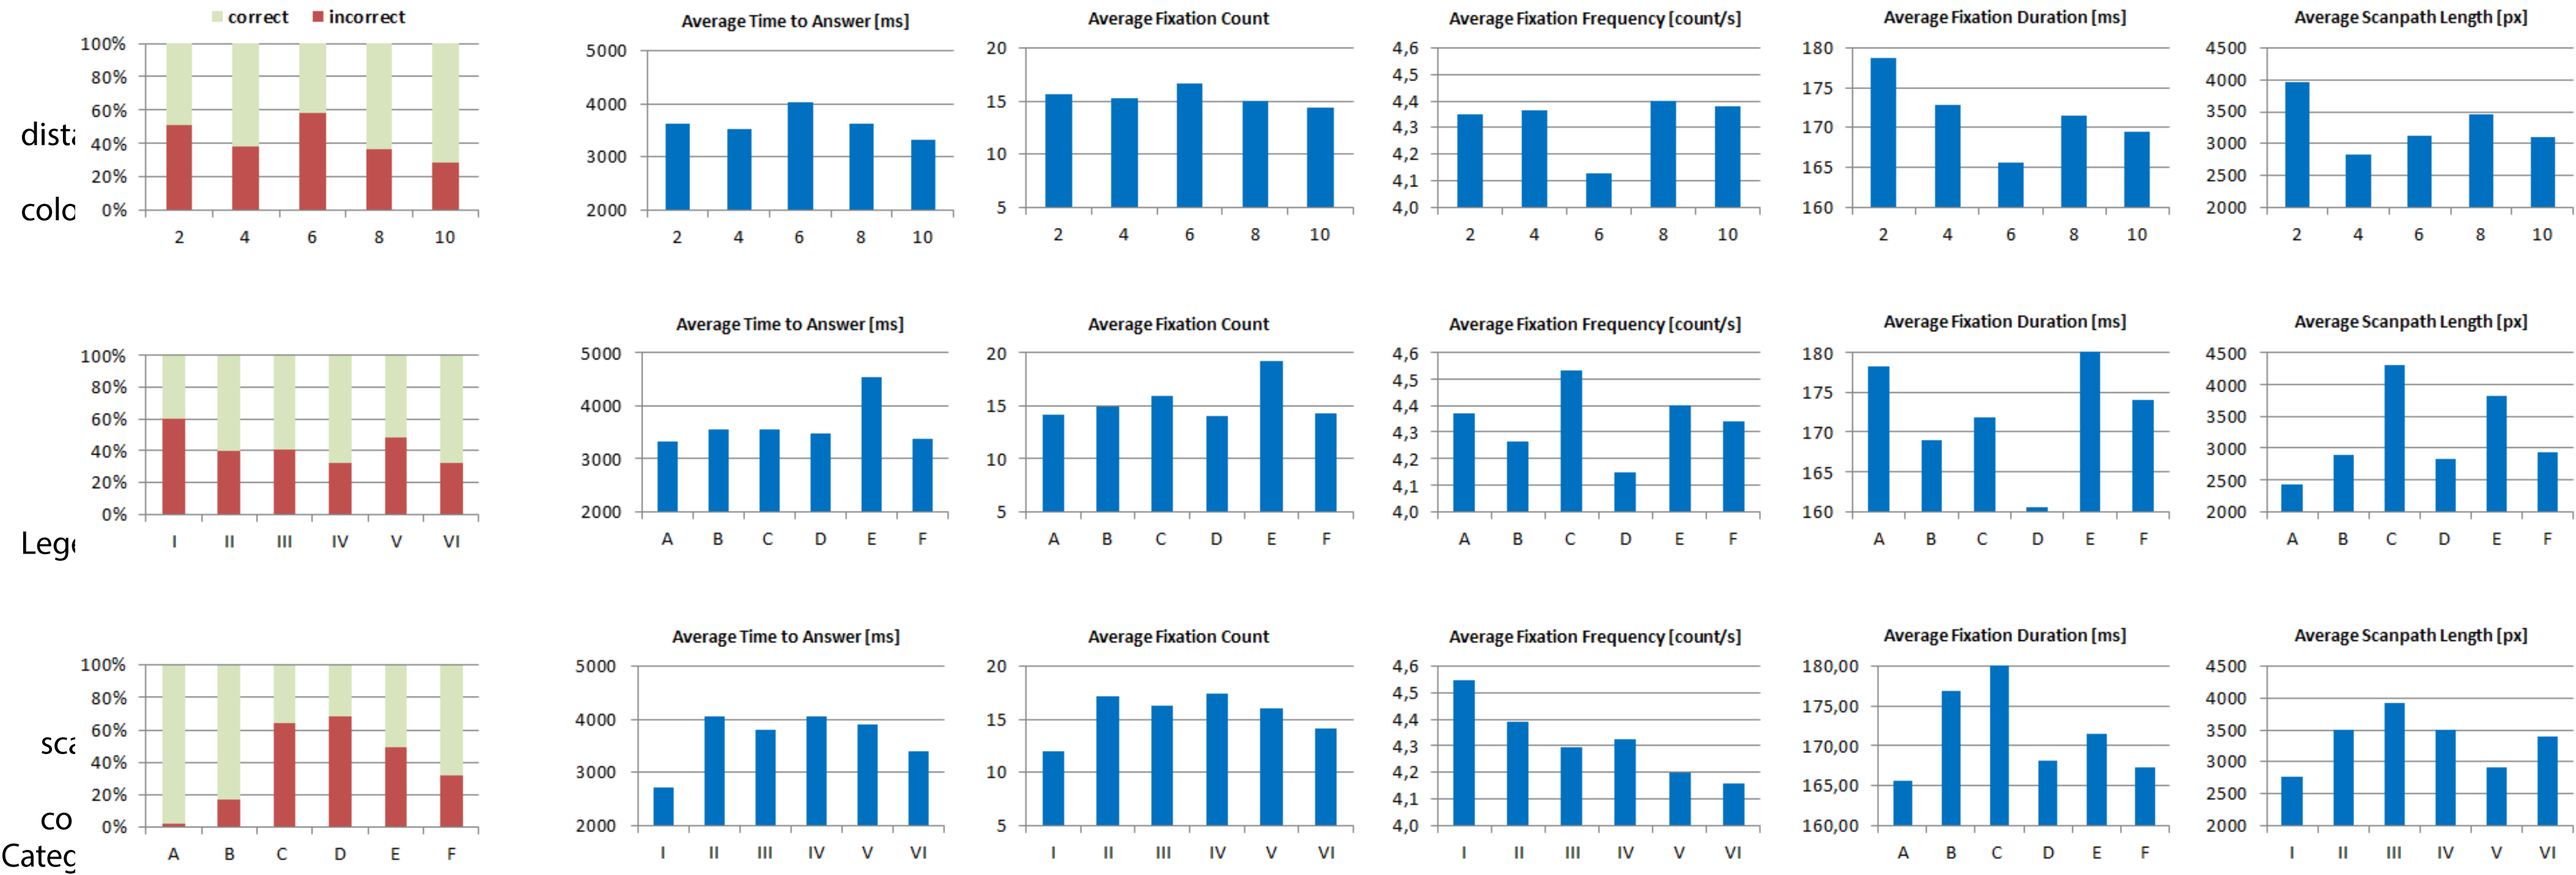 correct incorrect
Average Time to Answer [ms]
Average Fixation Count
Average Fixation Frequency [count/s]
Average Fixation Duration [ms]
Average Scanpath Length [px]
100% 80% 60% 40% 20% 0%
2 4 6 8 10
5000 4000 3000 2000
2 4 6 8 10
20 15 10 5
2 4 6 8 10
4,6 4,5 4,4 4,3 4,2 4,1 4,0
2 4 6 8 10
180 175 170 165 160
2 4 6 8 10
4500 4000 3500 3000 2500 2000
2 4 6 8 10
Average Time to Answer [ms]
Average Fixation Count
Average Fixation Frequency [count/s]
Average Fixation Duration [ms]
Average Scanpath Length [px]
100% 80% 60% 40% 20% 0%
I II III IV V VI
5000 4000 3000 2000
A B C D E F
20 15 10 5
A B C D E F
4,6 4,5 4,4 4,3 4,2 4,1 4,0
A B C D E F
180 175 170 165 160
A B C D E F
4500 4000 3500 3000 2500 2000
A B C D E F
Average Time to Answer [ms]
Average Fixation Count
Average Fixation Frequency [count/s]
Average Fixation Duration [ms]
Average Scanpath Length [px]
100% 80% 60% 40% 20% 0%
A B C D E F
5000 4000 3000 2000
I II III IV V VI
20 15 10 5
I II III IV V VI
4,6 4,5 4,4 4,3 4,2 4,1 4,0
I II III IV V VI
180,00 175,00 170,00 165,00 160,00
A B C D E F
4500 4000 3500 3000 2500 2000
I II III IV V VI